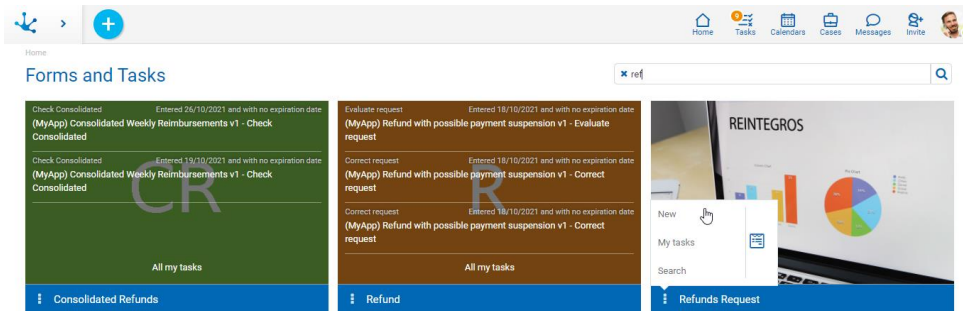 9
Home
Tasks
Calendars
Cases
Messages
Invite
Home
Forms and Tasks
ref
Check Consolidated Entered 26/10/2021 and with no expiration date
(MyApp) Consolidated Weekly Reimbursements v1 - Check
Consolidated
Check Consolidated Entered 19/10/2021 and with no expiration date
(MyApp) Consolidated Weekly Reimbursements v1 - Check
Consolidated
CR
All my tasks
Consolidated Refunds
Evaluate request Entered 18/10/2021 and with no expiration date
(MyApp) Refund with possible payment suspension v1 - Evaluate
request
Correct request Entered 18/10/2021 and with no expiration date
(MyApp) Refund with possible payment suspension v1 - Correct
request
R
Correct request Entered 18/10/2021 and with no expiration date
(MyApp) Refund with possible payment suspension v1 - Correct
request
All my tasks
Refund
REINTEGROS
New
My tasks
Search
Refunds Request